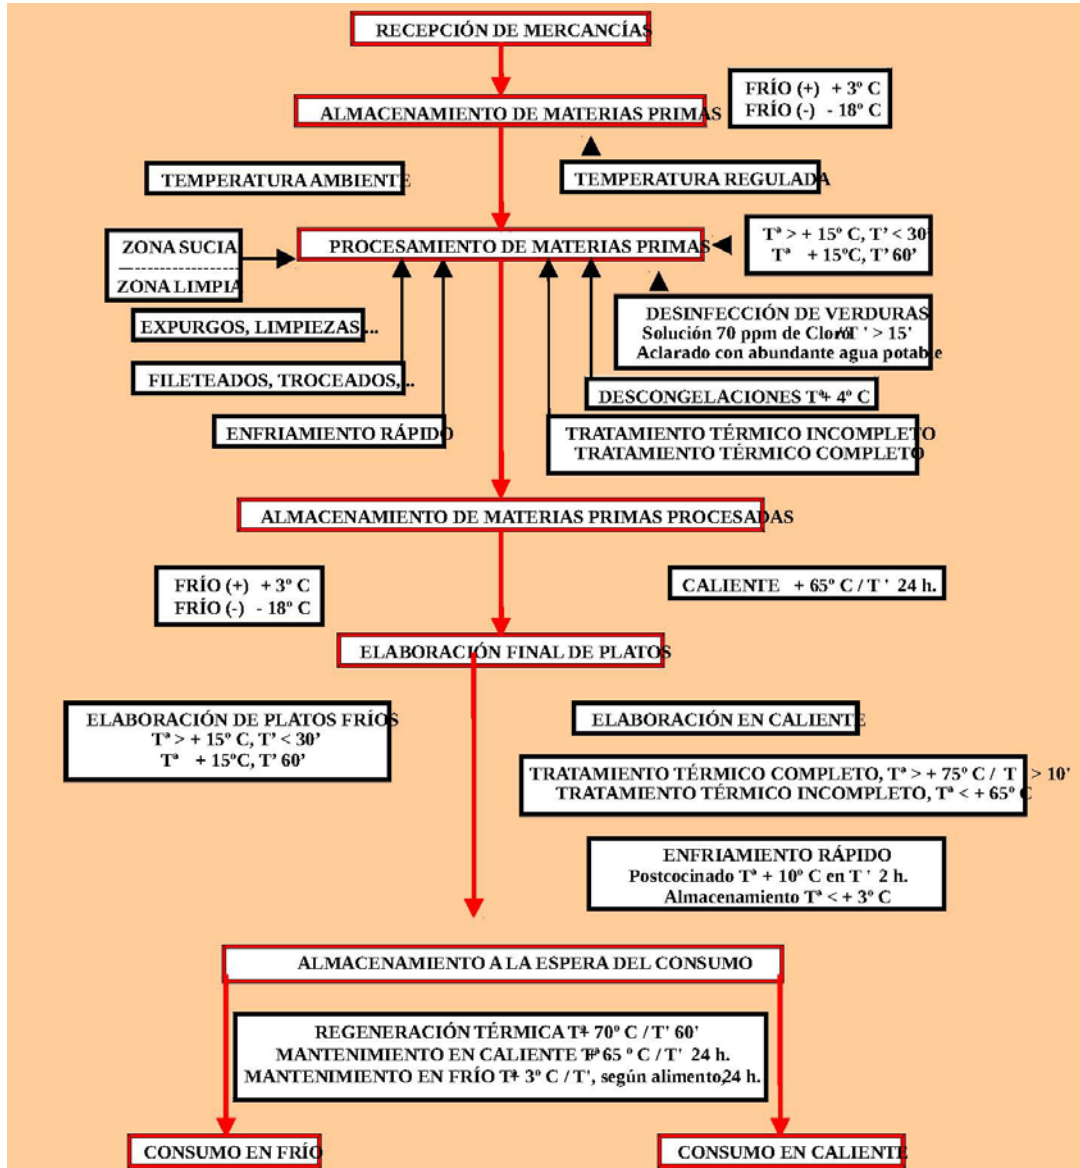 RECEPCIÓN DE MERCANCÍAS
FRÍO (+) + 3º C
FRÍO (-) - 18º C
ALMACENAMIENTO DE MATERIAS PRIMAS
TEMPERATURA AMBIENTE
TEMPERATURA REGULADA
ZONA SUCIA
ZONA LIMPIA
PROCESAMIENTO DE MATERIAS PRIMAS
Tª > + 15º C, T' < 30'
Tª + 15ºC, T' 60'
EXPURGOS, LIMPIEZAS,...
DESINFECCIÓN DE VERDURAS
Solución 70 ppm de Cloro/T ' > 15'
Aclarado con abundante agua potable
FILETEADOS, TROCEADOS,...
DESCONGELACIONES Tª+ 4º C
ENFRIAMIENTO RÁPIDO
TRATAMIENTO TÉRMICO INCOMPLETO
TRATAMIENTO TÉRMICO COMPLETO
ALMACENAMIENTO DE MATERIAS PRIMAS PROCESADAS
FRÍO (+) + 3º C
FRÍO (-) - 18º C
CALIENTE + 65º C / T ' 24 h.
ELABORACIÓN FINAL DE PLATOS
ELABORACIÓN DE PLATOS FRÍOS
Tª > + 15º C, T' < 30'
Tª + 15ºC, T' 60'
ELABORACIÓN EN CALIENTE
TRATAMIENTO TÉRMICO COMPLETO, Tª > + 75º C / T > 10'
TRATAMIENTO TÉRMICO INCOMPLETO, Tª < + 65º C
ENFRIAMIENTO RÁPIDO
Postcocinado Tª + 10º C en T ' 2 h.
Almacenamiento Tª < + 3º C
ALMACENAMIENTO A LA ESPERA DEL CONSUMO
REGENERACIÓN TÉRMICA Tª+ 70º C / T' 60'
MANTENIMIENTO EN CALIENTE Tª+ 65 º C / T' 24 h.
MANTENIMIENTO EN FRÍO Tª+ 3º C / T', según alimento, 24 h.
CONSUMO EN FRÍO
CONSUMO EN CALIENTE